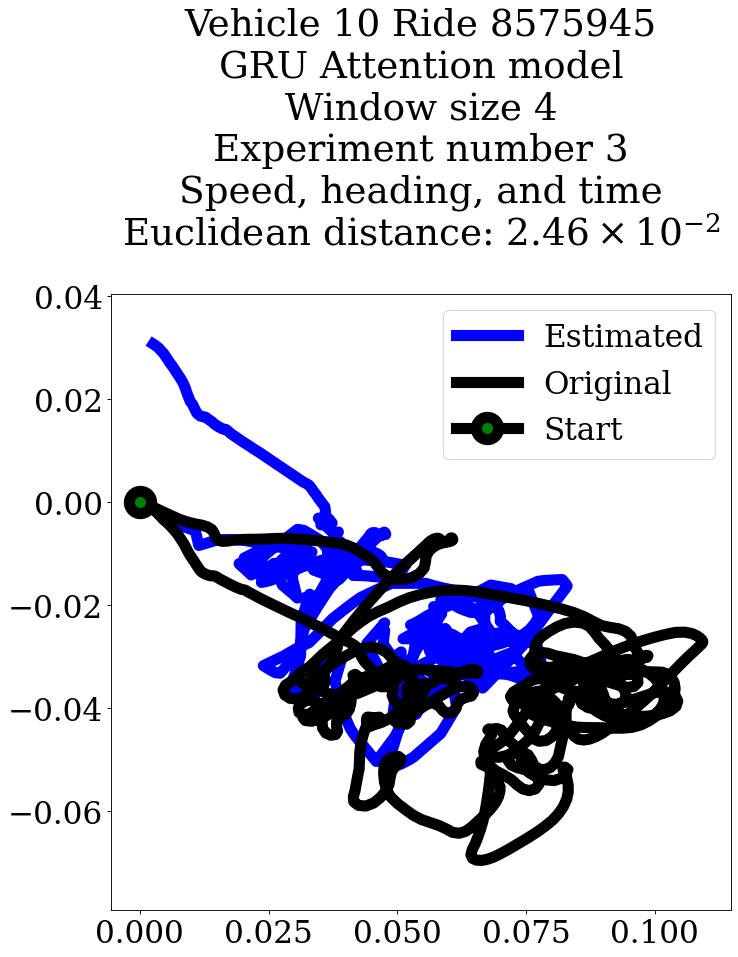 Vehicle 10 Ride 8575945
GRU Attention model
Window size 4
Experiment number 3
Speed, heading, and time
Euclidean distance: 2.46 × 10⁻²
0.04
0.02
0.00
−0.02
−0.04
−0.06
Estimated
Original
Start
0.000 0.025 0.050 0.075 0.100